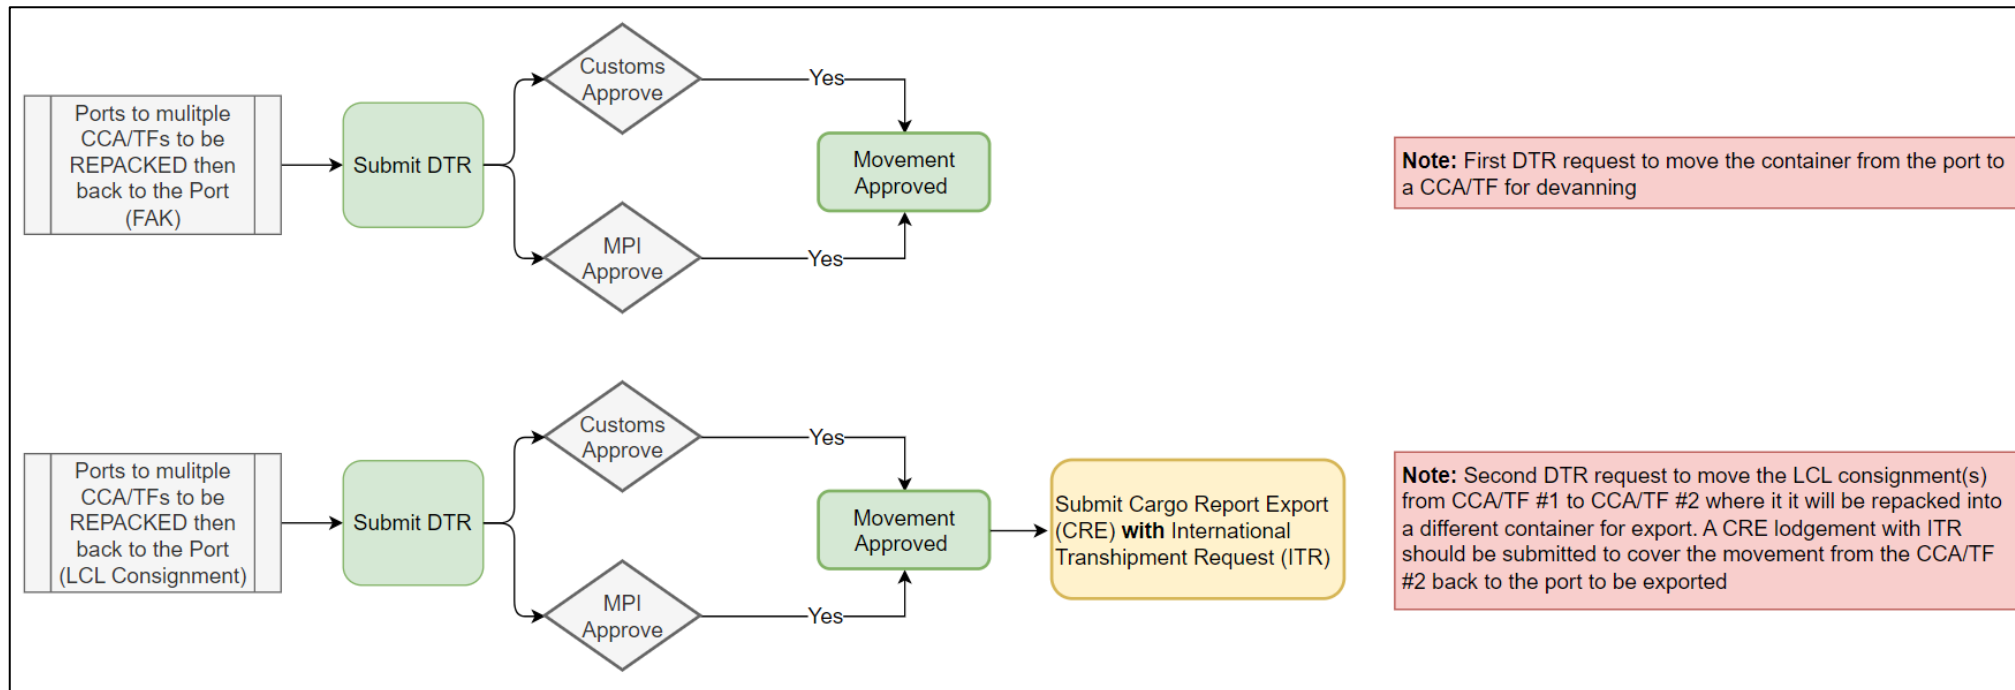 Ports to mulitple
CCA/TFs to be
REPACKED then
back to the Port
(FAK)
Submit DTR
Customs
Approve
Yes
MPI
Approve
Yes
Movement
Approved
Note: First DTR request to move the container from the port to
a CCA/TF for devanning
Ports to mulitple
CCA/TFs to be
REPACKED then
back to the Port
(LCL Consignment)
Submit DTR
Customs
Approve
Yes
MPI
Approve
Yes
Movement
Approved
Submit Cargo Report Export
(CRE) with International
Transhipment Request (ITR)
Note: Second DTR request to move the LCL consignment(s)
from CCA/TF #1 to CCA/TF #2 where it it will be repacked into
a different container for export. A CRE lodgement with ITR
should be submitted to cover the movement from the CCA/TF
#2 back to the port to be exported